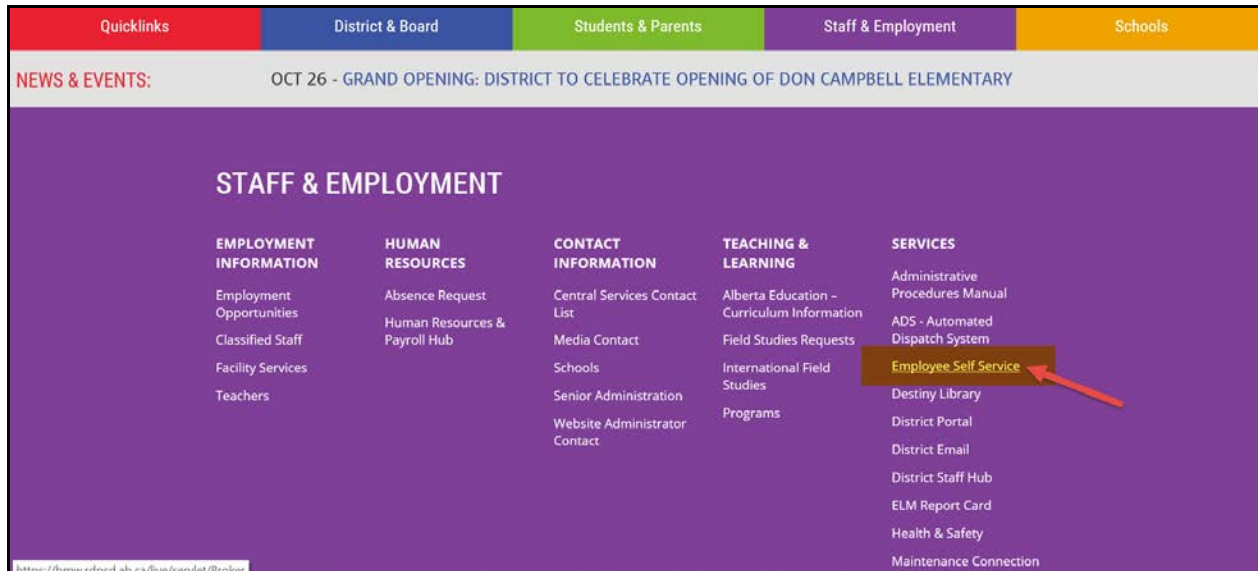 Quicklinks
District & Board
Students & Parents
Staff & Employment
Schools
NEWS & EVENTS:
OCT 26 - GRAND OPENING: DISTRICT TO CELEBRATE OPENING OF DON CAMPBELL ELEMENTARY
STAFF & EMPLOYMENT
EMPLOYMENT
INFORMATION
Employment
Opportunities
Classified Staff
Facility Services
Teachers
HUMAN
RESOURCES
Absence Request
Human Resources &
Payroll Hub
CONTACT
INFORMATION
Central Services Contact
List
Media Contact
Schools
Senior Administration
Website Administrator
Contact
TEACHING &
LEARNING
Alberta Education –
Curriculum Information
Field Studies Requests
International Field
Studies
Programs
SERVICES
Administrative
Procedures Manual
ADS - Automated
Dispatch System
Employee Self Service
Destiny Library
District Portal
District Email
District Staff Hub
ELM Report Card
Health & Safety
Maintenance Connection